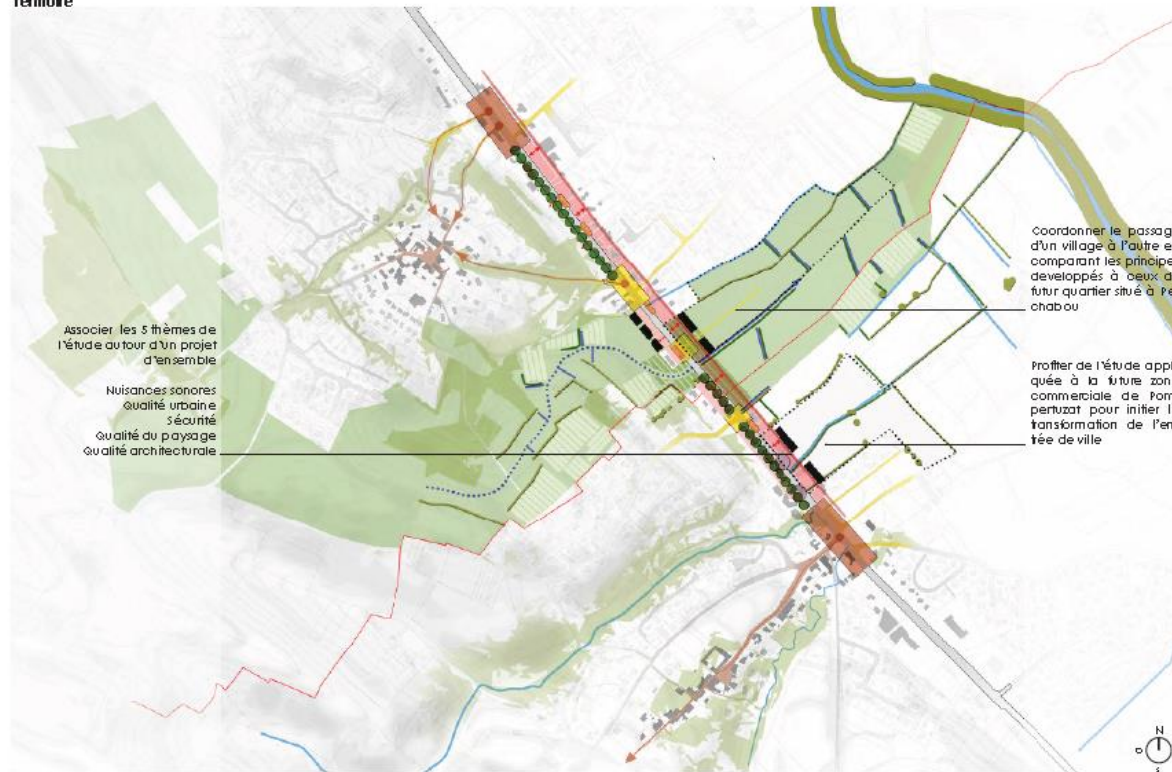 Territoire
Coordonner le passag
d'un village à l'autre e
comparant les principe
developpés à ceux d
futur quartier situé à Pe
chabou
Associer les 5 thèmes de
l'étude autour d'un projet
d'ensemble
Nuisances sonores
Qualité urbaine
Sécurité
Qualité du paysage
Qualité architecturale
Profiter de l'étude appl
quée à la future zon
commerciale de Pom
pertuzat pour initier l
transformation de l'en
trée de ville
N
O
S